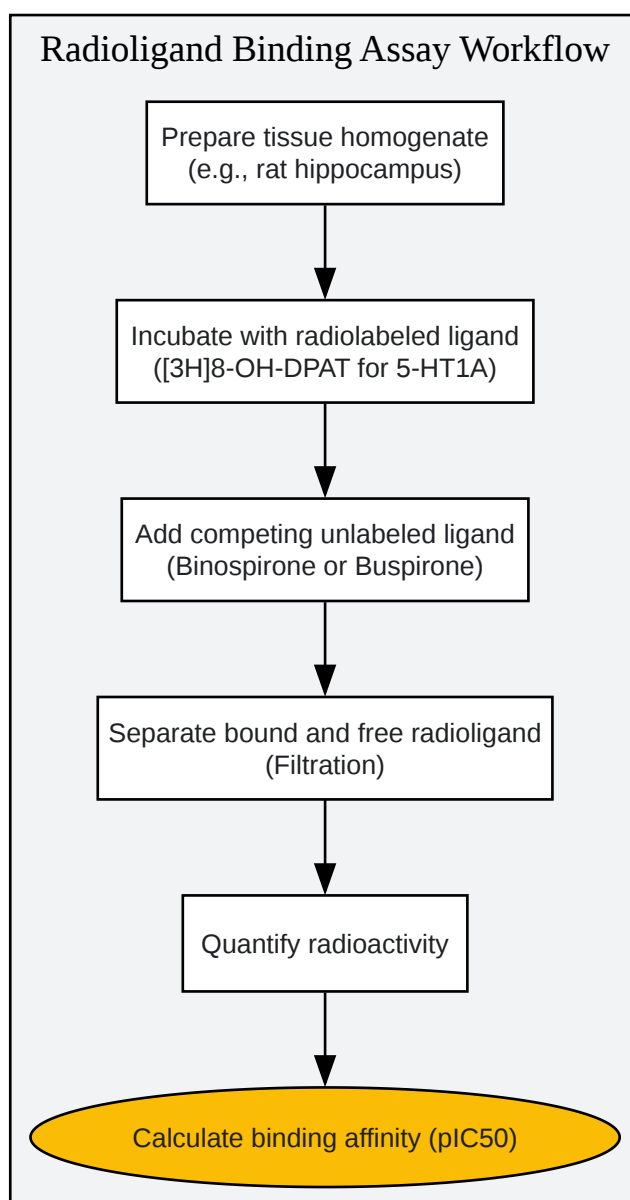 Radioligand Binding Assay Workflow
Prepare tissue homogenate
(e.g., rat hippocampus)
Incubate with radiolabeled ligand
([3H]8-OH-DPAT for 5-HT1A)
Add competing unlabeled ligand
(Binospirone or Buspirone)
Separate bound and free radioligand
(Filtration)
Quantify radioactivity
Calculate binding affinity (pIC50)